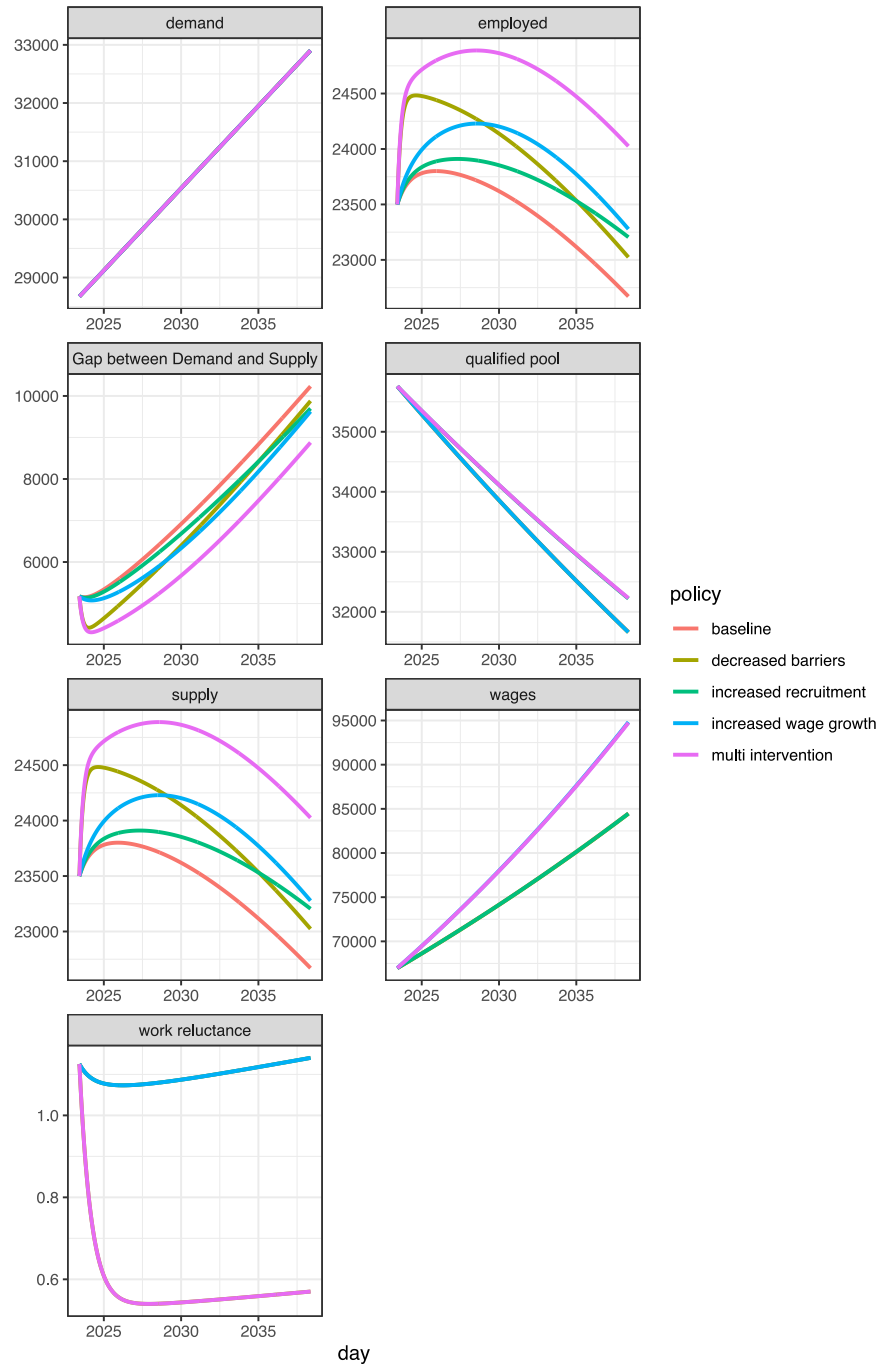 demand
33000
32000
31000
30000
29000
2025 2030 2035
employed
24500
24000
23500
23000
2025 2030 2035
Gap between Demand and Supply
10000
8000
6000
2025 2030 2035
qualified pool
35000
34000
33000
32000
2025 2030 2035
supply
24500
24000
23500
23000
2025 2030 2035
wages
95000
90000
85000
80000
75000
70000
2025 2030 2035
work reluctance
1.0
0.8
0.6
2025 2030 2035
day
policy
baseline
decreased barriers
increased recruitment
increased wage growth
multi intervention